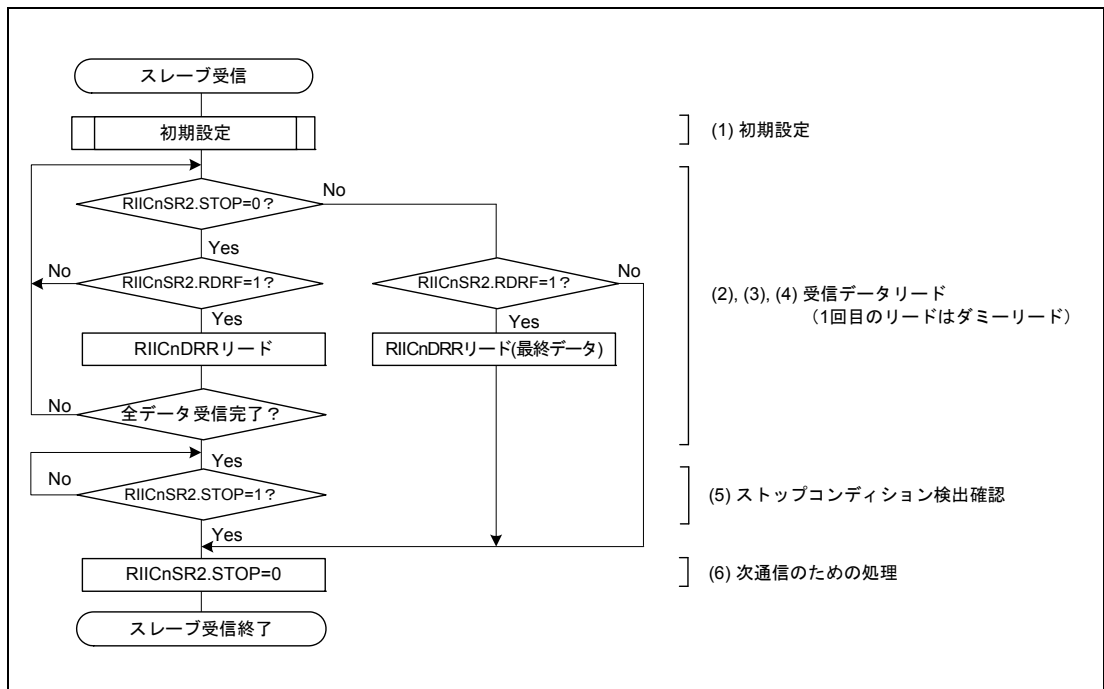 スレーブ受信
初期設定
(1) 初期設定
RIICnSR2.STOP=0？
No
Yes
No
RIICnSR2.RDRF=1？
RIICnSR2.RDRF=1？
No
(2), (3), (4) 受信データリード
（1回目のリードはダミーリード）
Yes
Yes
RIICnDRRリード
RIICnDRRリード(最終データ)
No
全データ受信完了？
Yes
No
RIICnSR2.STOP=1？
(5) ストップコンディション検出確認
Yes
RIICnSR2.STOP=0
(6) 次通信のための処理
スレーブ受信終了